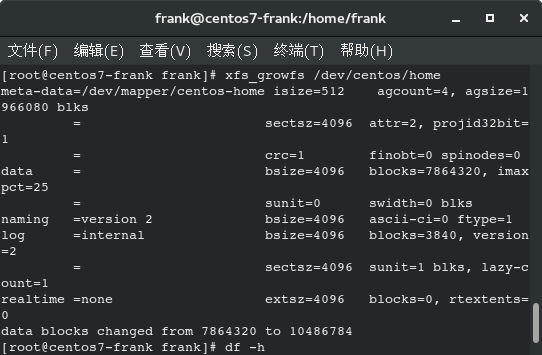 frank@centos7-frank:/home/frank
文件(F) 编辑(E) 查看(V) 搜索(S) 终端(T) 帮助(H)
[root@centos7-frank frank]# xfs_growfs /dev/centos/home
meta-data=/dev/mapper/centos-home isize=512    agcount=4, agsize=1
966080 blks
         =                       sectsz=4096  attr=2, projid32bit=
1
         =                       crc=1        finobt=0 spinodes=0
data     =                       bsize=4096   blocks=7864320, imax
pct=25
         =                       sunit=0      swidth=0 blks
naming   =version 2              bsize=4096   ascii-ci=0 ftype=1
log      =internal               bsize=4096   blocks=3840, version
=2
         =                       sectsz=4096  sunit=1 blks, lazy-c
ount=1
realtime =none                   extsz=4096   blocks=0, rtextents=
0
data blocks changed from 7864320 to 10486784
[root@centos7-frank frank]# df -h